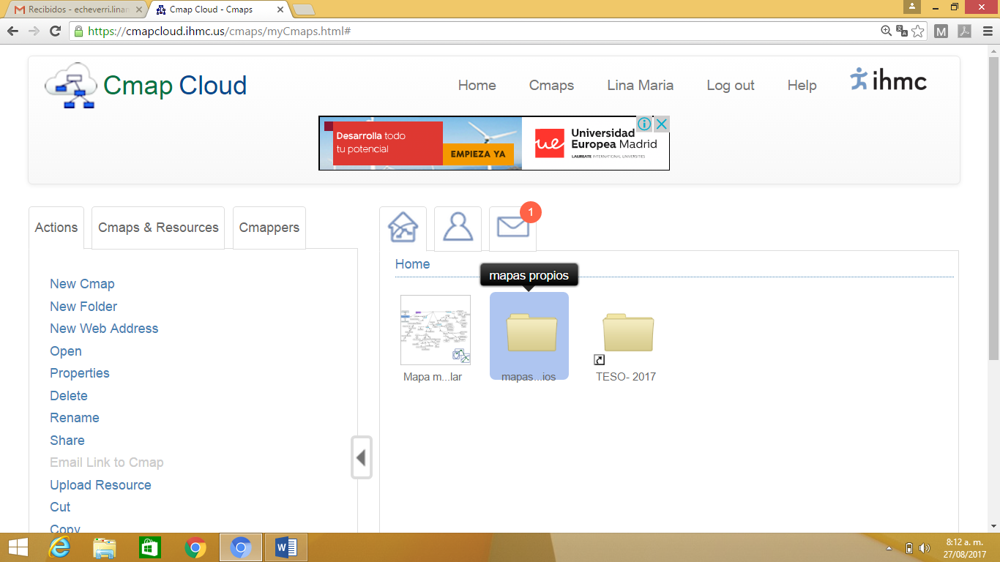 Recibidos - echeverri.linan
Cmap Cloud - Cmaps
https://cmapcloud.ihmc.us/cmaps/myCmaps.html#
M
Cmap Cloud
Home
Cmaps
Lina Maria
Log out
Help
ihmc
Desarrolla todo
tu potencial
EMPIEZA YA
ue
Universidad
Europea Madrid
LAUREATE INTERNATIONAL UNIVERSITIES
Actions
Cmaps & Resources
Cmappers
1
Home
mapas propios
New Cmap
New Folder
New Web Address
Open
Properties
Delete
Rename
Share
Email Link to Cmap
Upload Resource
Cut
Copy
Mapa m...lar
mapas...ios
TESO- 2017
8:12 a. m.
27/08/2017